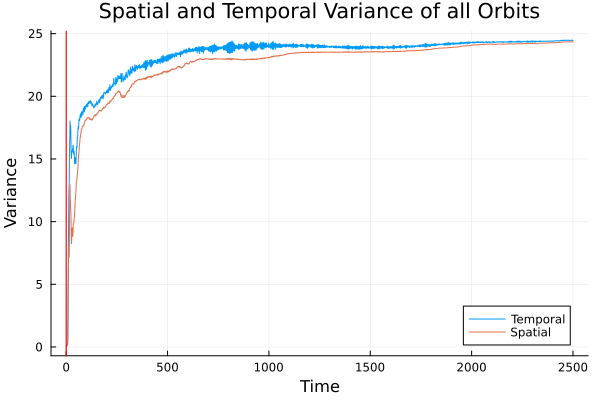 Spatial and Temporal Variance of all Orbits
25
20
15
10
5
0
Variance
Temporal
Spatial
0 500 1000 1500 2000 2500
Time